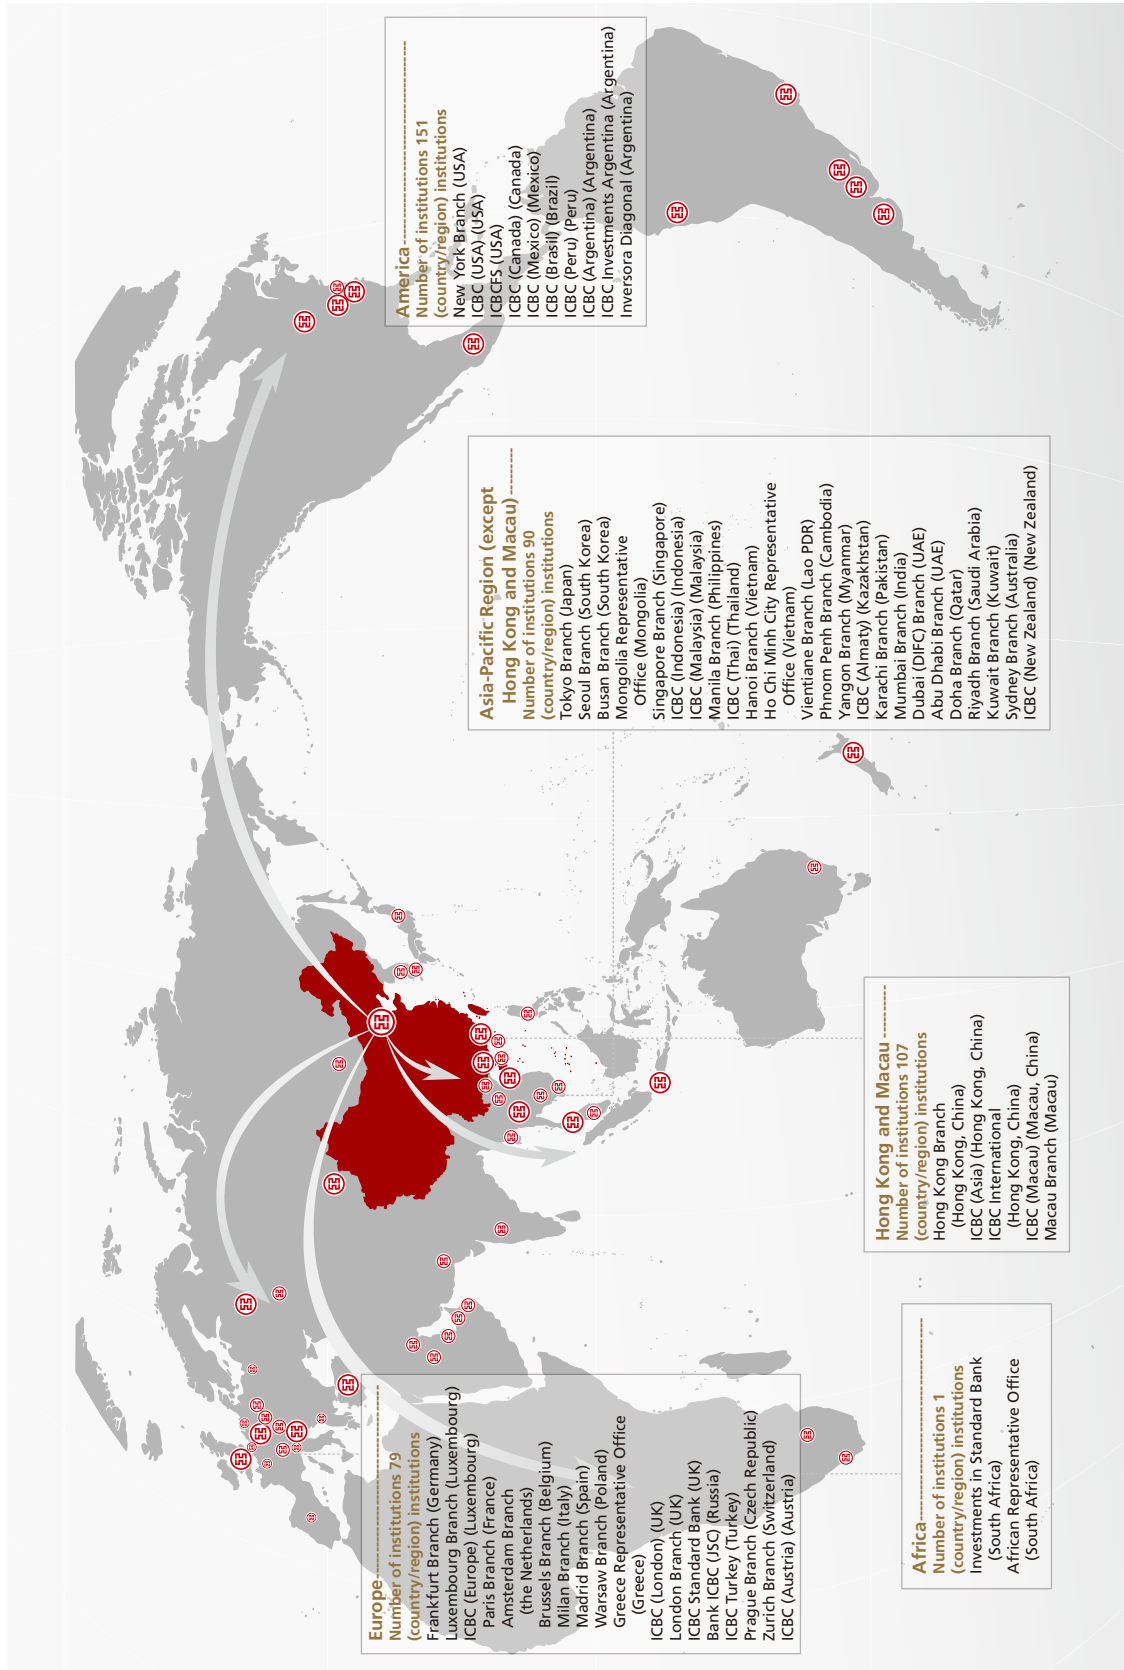 Europe
Number of institutions 79
(country/region) institutions
Frankfurt Branch (Germany)
Luxembourg Branch (Luxembourg)
ICBC (Europe) (Luxembourg)
Paris Branch (France)
Amsterdam Branch
(the Netherlands)
Brussels Branch (Belgium)
Milan Branch (Italy)
Madrid Branch (Spain)
Warsaw Branch (Poland)
Greece Representative Office
(Greece)
ICBC (London) (UK)
London Branch (UK)
ICBC Standard Bank (UK)
Bank ICBC (JSC) (Russia)
ICBC Turkey (Turkey)
Prague Branch (Czech Republic)
Zurich Branch (Switzerland)
ICBC (Austria) (Austria)
Africa
Number of institutions 1
(country/region) institutions
Investments in Standard Bank
(South Africa)
African Representative Office
(South Africa)
Hong Kong and Macau
Number of institutions 107
(country/region) institutions
Hong Kong Branch
(Hong Kong, China)
ICBC (Asia) (Hong Kong, China)
ICBC International
(Hong Kong, China)
ICBC (Macau) (Macau, China)
Macau Branch (Macau)
Asia-Pacific Region (except
Hong Kong and Macau)
Number of institutions 90
(country/region) institutions
Tokyo Branch (Japan)
Seoul Branch (South Korea)
Busan Branch (South Korea)
Mongolia Representative
Office (Mongolia)
Singapore Branch (Singapore)
ICBC (Indonesia) (Indonesia)
ICBC (Malaysia) (Malaysia)
Manila Branch (Philippines)
ICBC (Thai) (Thailand)
Hanoi Branch (Vietnam)
Ho Chi Minh City Representative
Office (Vietnam)
Vientiane Branch (Lao PDR)
Phnom Penh Branch (Cambodia)
Yangon Branch (Myanmar)
ICBC (Almaty) (Kazakhstan)
Karachi Branch (Pakistan)
Mumbai Branch (India)
Dubai (DIFC) Branch (UAE)
Abu Dhabi Branch (UAE)
Doha Branch (Qatar)
Riyadh Branch (Saudi Arabia)
Kuwait Branch (Kuwait)
Sydney Branch (Australia)
ICBC (New Zealand) (New Zealand)
America
Number of institutions 151
(country/region) institutions
New York Branch (USA)
ICBC (USA) (USA)
ICBCFS (USA)
ICBC (Canada) (Canada)
ICBC (Mexico) (Mexico)
ICBC (Brasil) (Brazil)
ICBC (Peru) (Peru)
ICBC (Argentina) (Argentina)
ICBC Investments Argentina (Argentina)
Inversora Diagonal (Argentina)